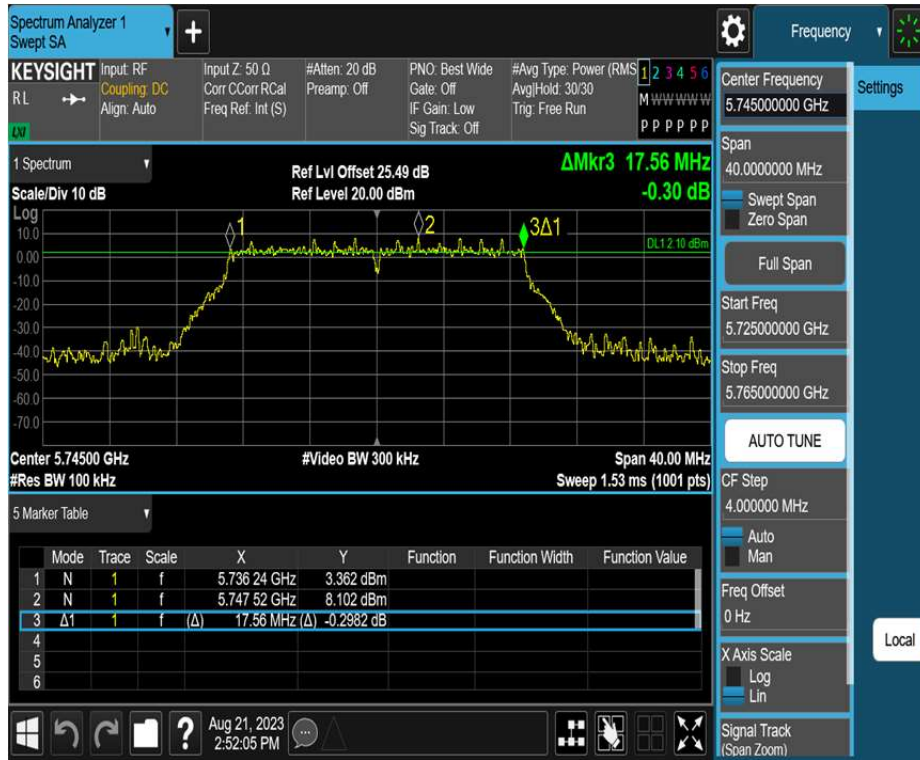 Spectrum Analyzer 1
Swept SA
+
Frequency
KEYSIGHT
RL
LXI
Input: RF
Coupling: DC
Align: Auto
Input Z: 50 Ω
Corr CCorr RCal
Freq Ref: Int (S)
#Atten: 20 dB
Preamp: Off
PNO: Best Wide
Gate: Off
IF Gain: Low
Sig Track: Off
#Avg Type: Power (RMS
Avg|Hold: 30/30
Trig: Free Run
1 2 3 4 5 6
M W W W W W
P P P P P P
1 Spectrum
Scale/Div 10 dB
Ref Lvl Offset 25.49 dB
Ref Level 20.00 dBm
ΔMkr3 17.56 MHz
-0.30 dB
Log
10.0
0.00
-10.0
-20.0
-30.0
-40.0
-50.0
-60.0
-70.0
1
2
3Δ1
DL1 2.10 dBm
Center 5.74500 GHz
#Res BW 100 kHz
#Video BW 300 kHz
Span 40.00 MHz
Sweep 1.53 ms (1001 pts)
5 Marker Table
Mode Trace Scale X Y Function Function Width Function Value
1 N 1 f 5.736 24 GHz 3.362 dBm
2 N 1 f 5.747 52 GHz 8.102 dBm
3 Δ1 1 f (Δ) 17.56 MHz (Δ) -0.2982 dB
4
5
6
?
Aug 21, 2023
2:52:05 PM
Center Frequency
5.745000000 GHz
Settings
Span
40.0000000 MHz
Swept Span
Zero Span
Full Span
Start Freq
5.725000000 GHz
Stop Freq
5.765000000 GHz
AUTO TUNE
CF Step
4.000000 MHz
Auto
Man
Freq Offset
0 Hz
Local
X Axis Scale
Log
Lin
Signal Track
(Span Zoom)